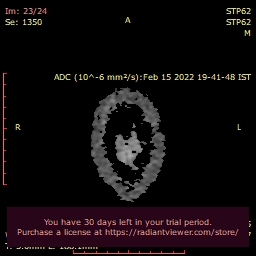 Im: 23/24
Se: 1350
A
STP62
STP62
M
ADC (10^-6 mm²/s):Feb 15 2022 19-41-48 IST
R
L
You have 30 days left in your trial period.
Purchase a license at https://radiantviewer.com/store/